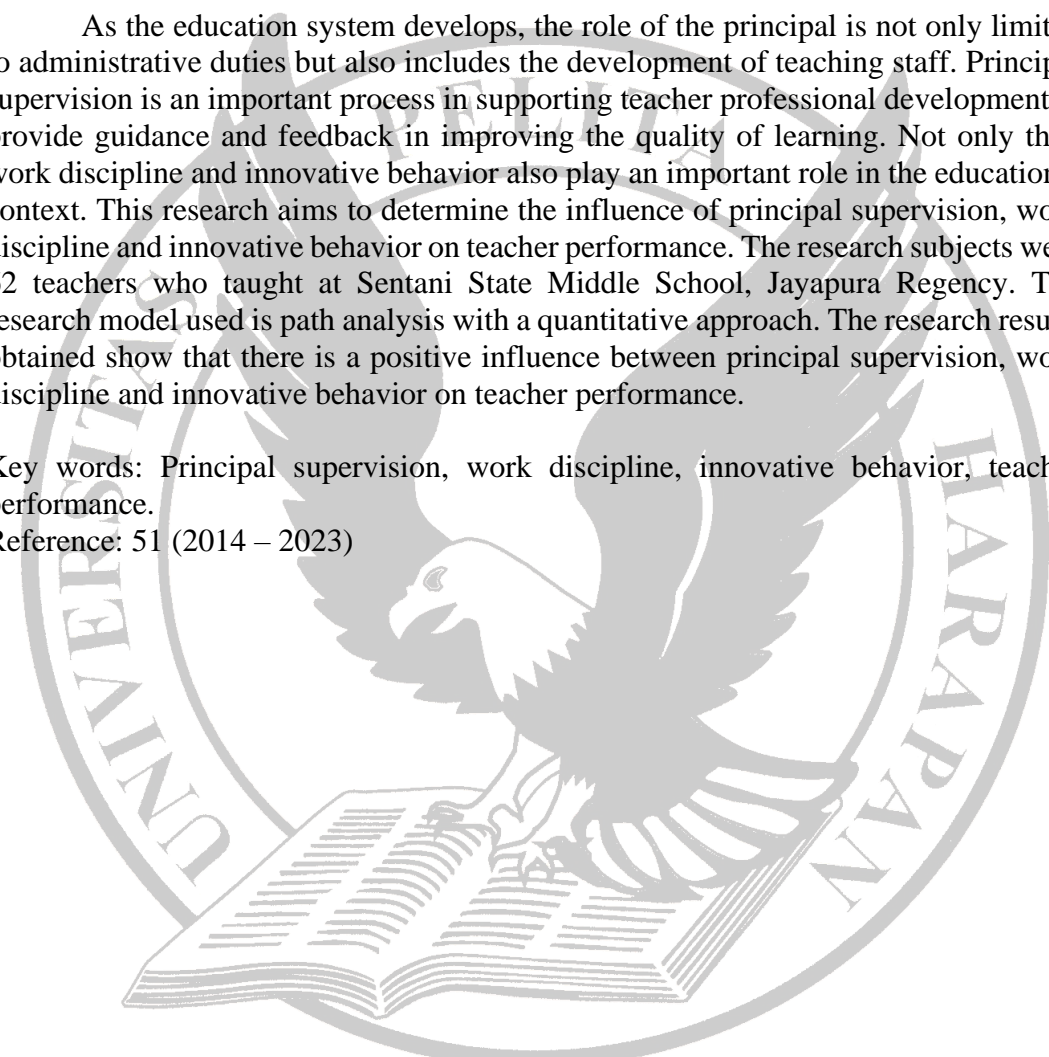 As the education system develops, the role of the principal is not only limit
o administrative duties but also includes the development of teaching staff. Princip
upervision is an important process in supporting teacher professional development
provide guidance and feedback in improving the quality of learning. Not only th
work discipline and innovative behavior also play an important role in the education
ontext. This research aims to determine the influence of principal supervision, wo
discipline and innovative behavior on teacher performance. The research subjects we
2 teachers who taught at Sentani State Middle School, Jayapura Regency. T
research model used is path analysis with a quantitative approach. The research resu
obtained show that there is a positive influence between principal supervision, wo
discipline and innovative behavior on teacher performance.
Key words: Principal supervision, work discipline, innovative behavior, teach
performance.
Reference: 51 (2014 – 2023)
UNIVERSITAS PELITA HARAPAN